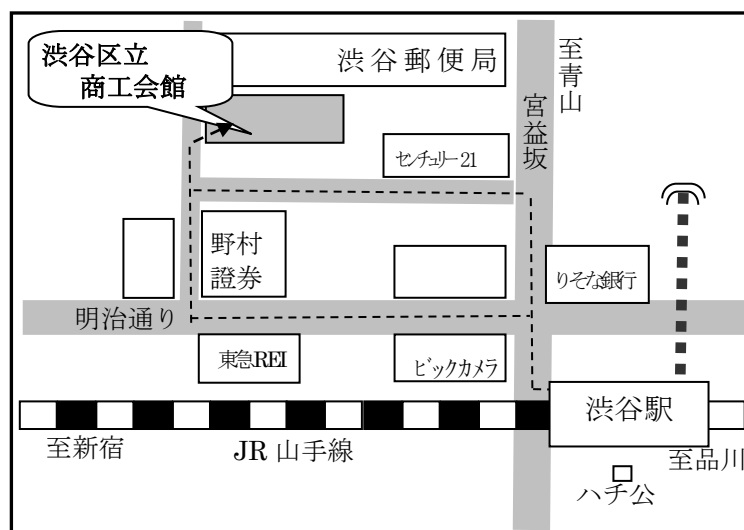 渋谷区立
商工会館
渋谷郵便局
至青山
宮益坂
センチュリー21
野村
證券
りそな銀行
明治通り
東急REI
ビックカメラ
渋谷駅
至新宿
JR山手線
至品川
ハチ公